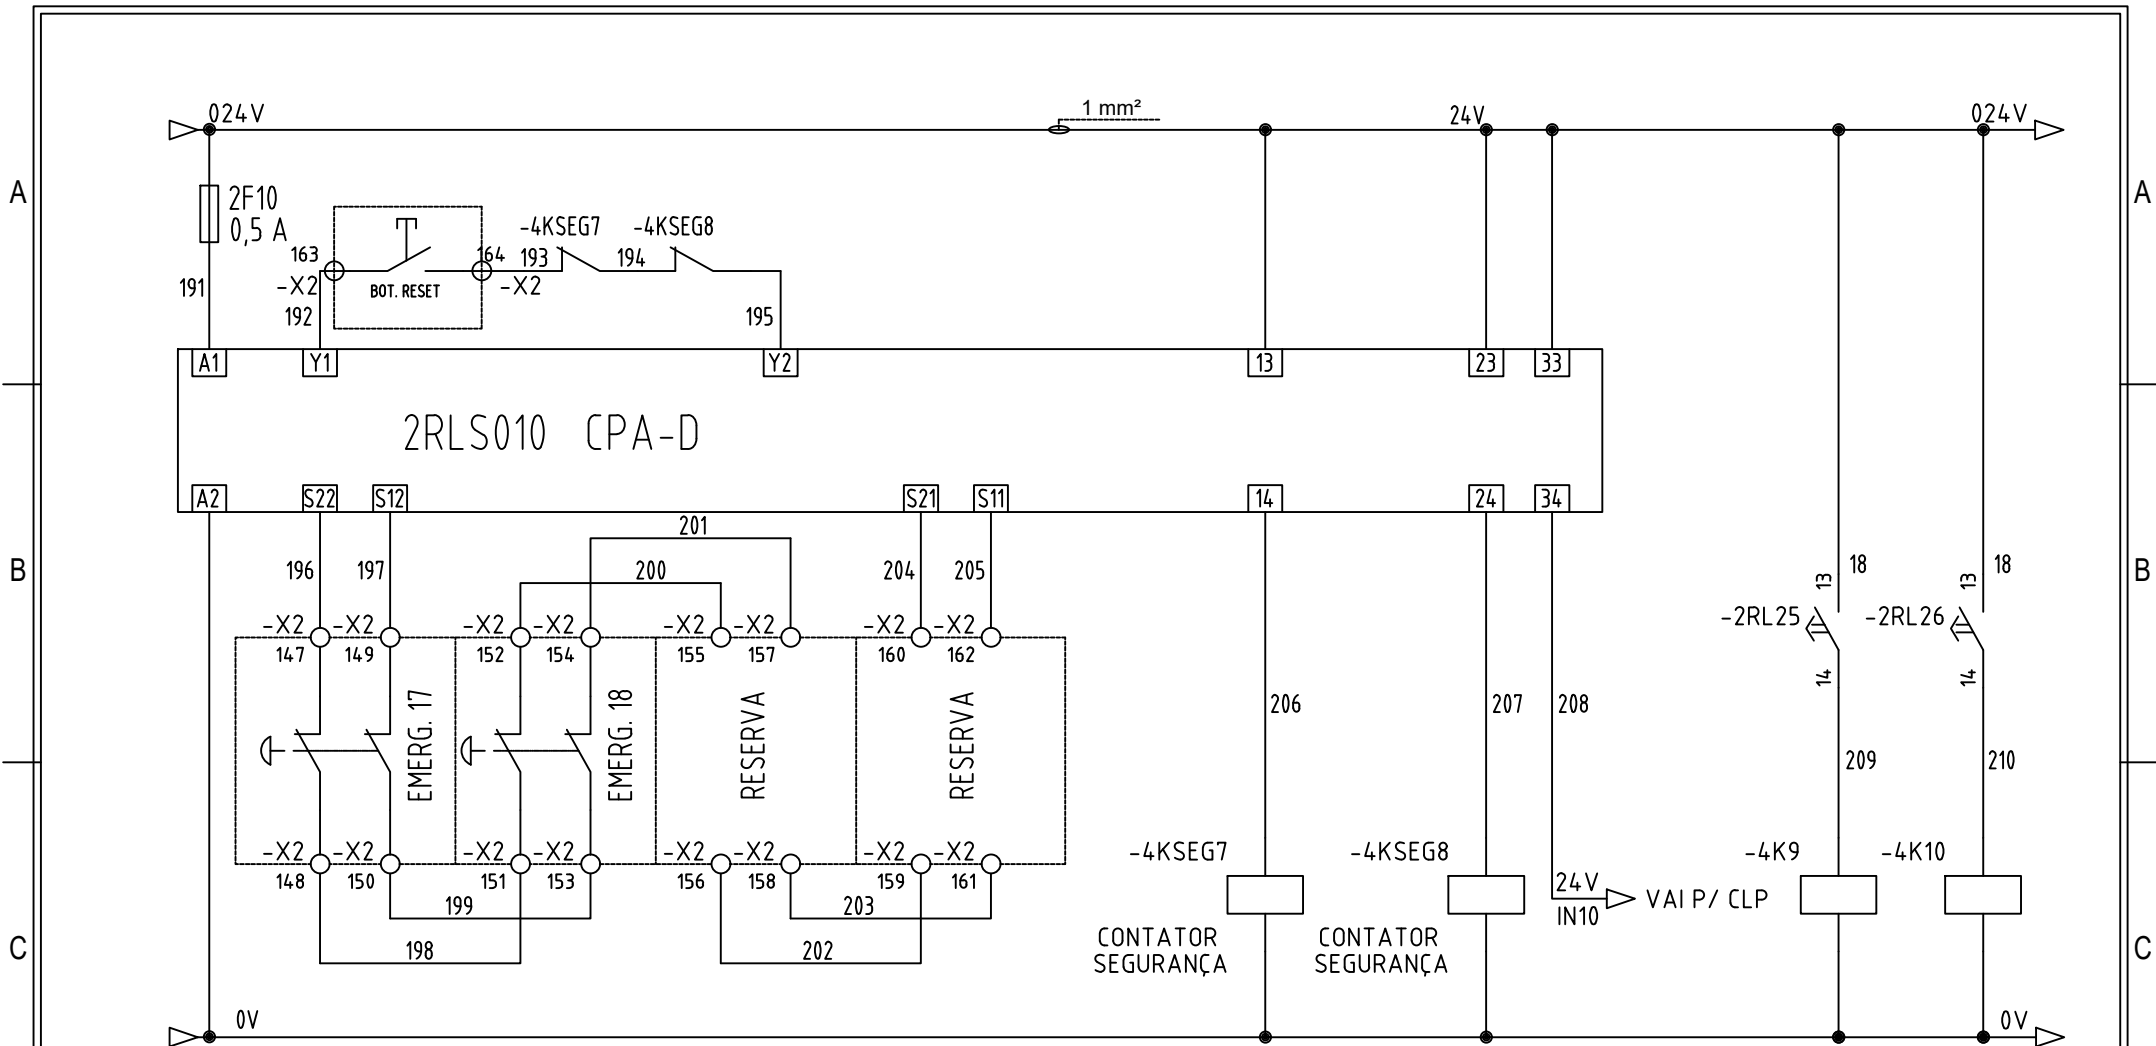 024V
1 mm²
24V
024V
A
A
2F10
0,5 A
163
-X2
192
BOT. RESET
164
-X2
193
-4KSEG7
194
-4KSEG8
195
191
A1
Y1
Y2
13
23
33
2RLS010 CPA-D
A2
S22
S12
S21
S11
14
24
34
B
B
196
197
201
200
204
205
13
18
13
18
-2RL25
-2RL26
14
14
-X2
-X2
-X2
-X2
-X2
-X2
-X2
-X2
147
149
152
154
155
157
160
162
EMERG. 17
EMERG. 18
RESERVA
RESERVA
206
207
208
209
210
-X2
-X2
-X2
-X2
-X2
-X2
-X2
-X2
148
150
151
153
156
158
159
161
199
198
203
202
-4KSEG7
-4KSEG8
-4K9
-4K10
24V
IN10
VAI P/ CLP
CONTATOR
SEGURANÇA
CONTATOR
SEGURANÇA
C
C
0V
0V